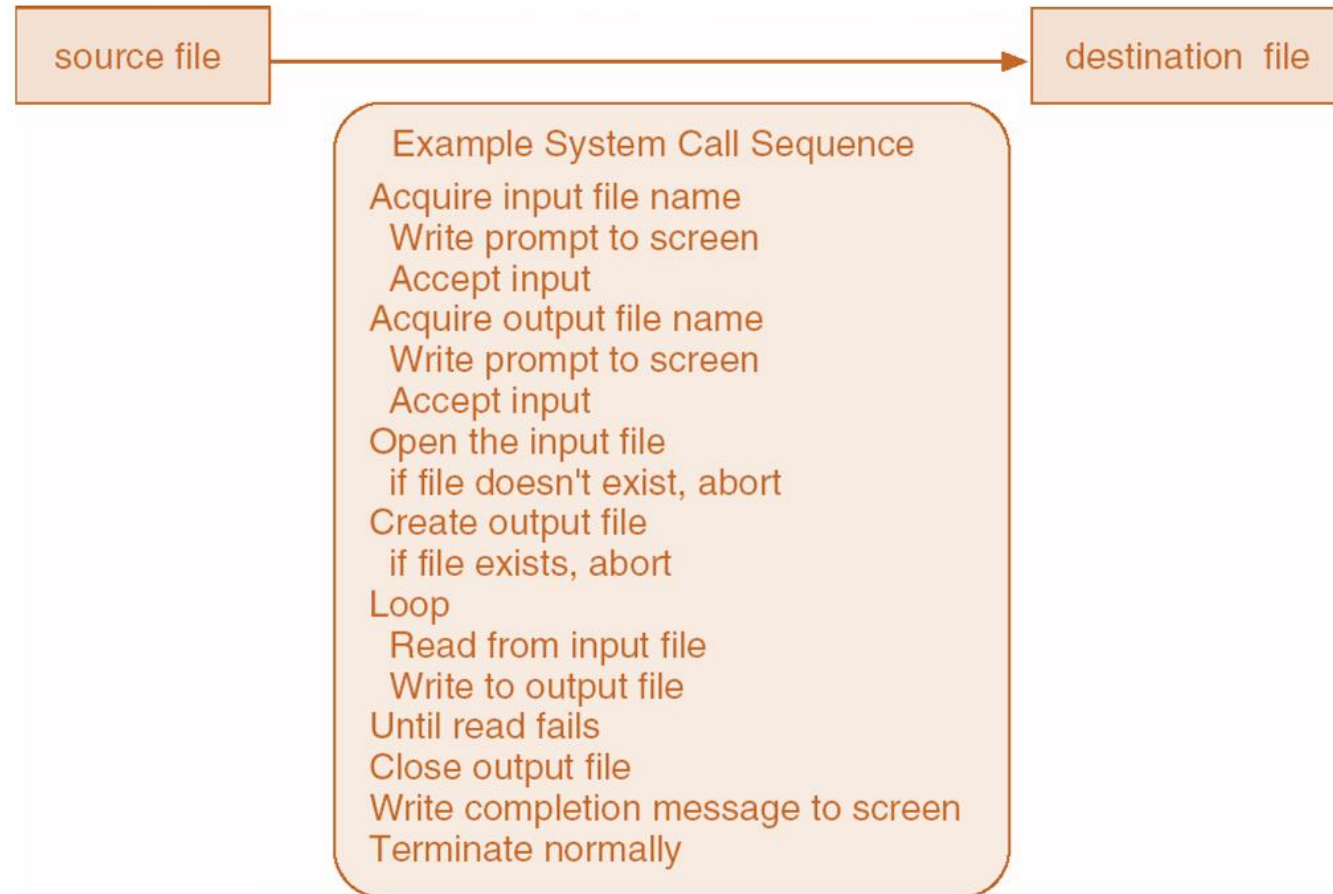 source file
destination file
Example System Call Sequence
Acquire input file name
Write prompt to screen
Accept input
Acquire output file name
Write prompt to screen
Accept input
Open the input file
if file doesn't exist, abort
Create output file
if file exists, abort
Loop
Read from input file
Write to output file
Until read fails
Close output file
Write completion message to screen
Terminate normally